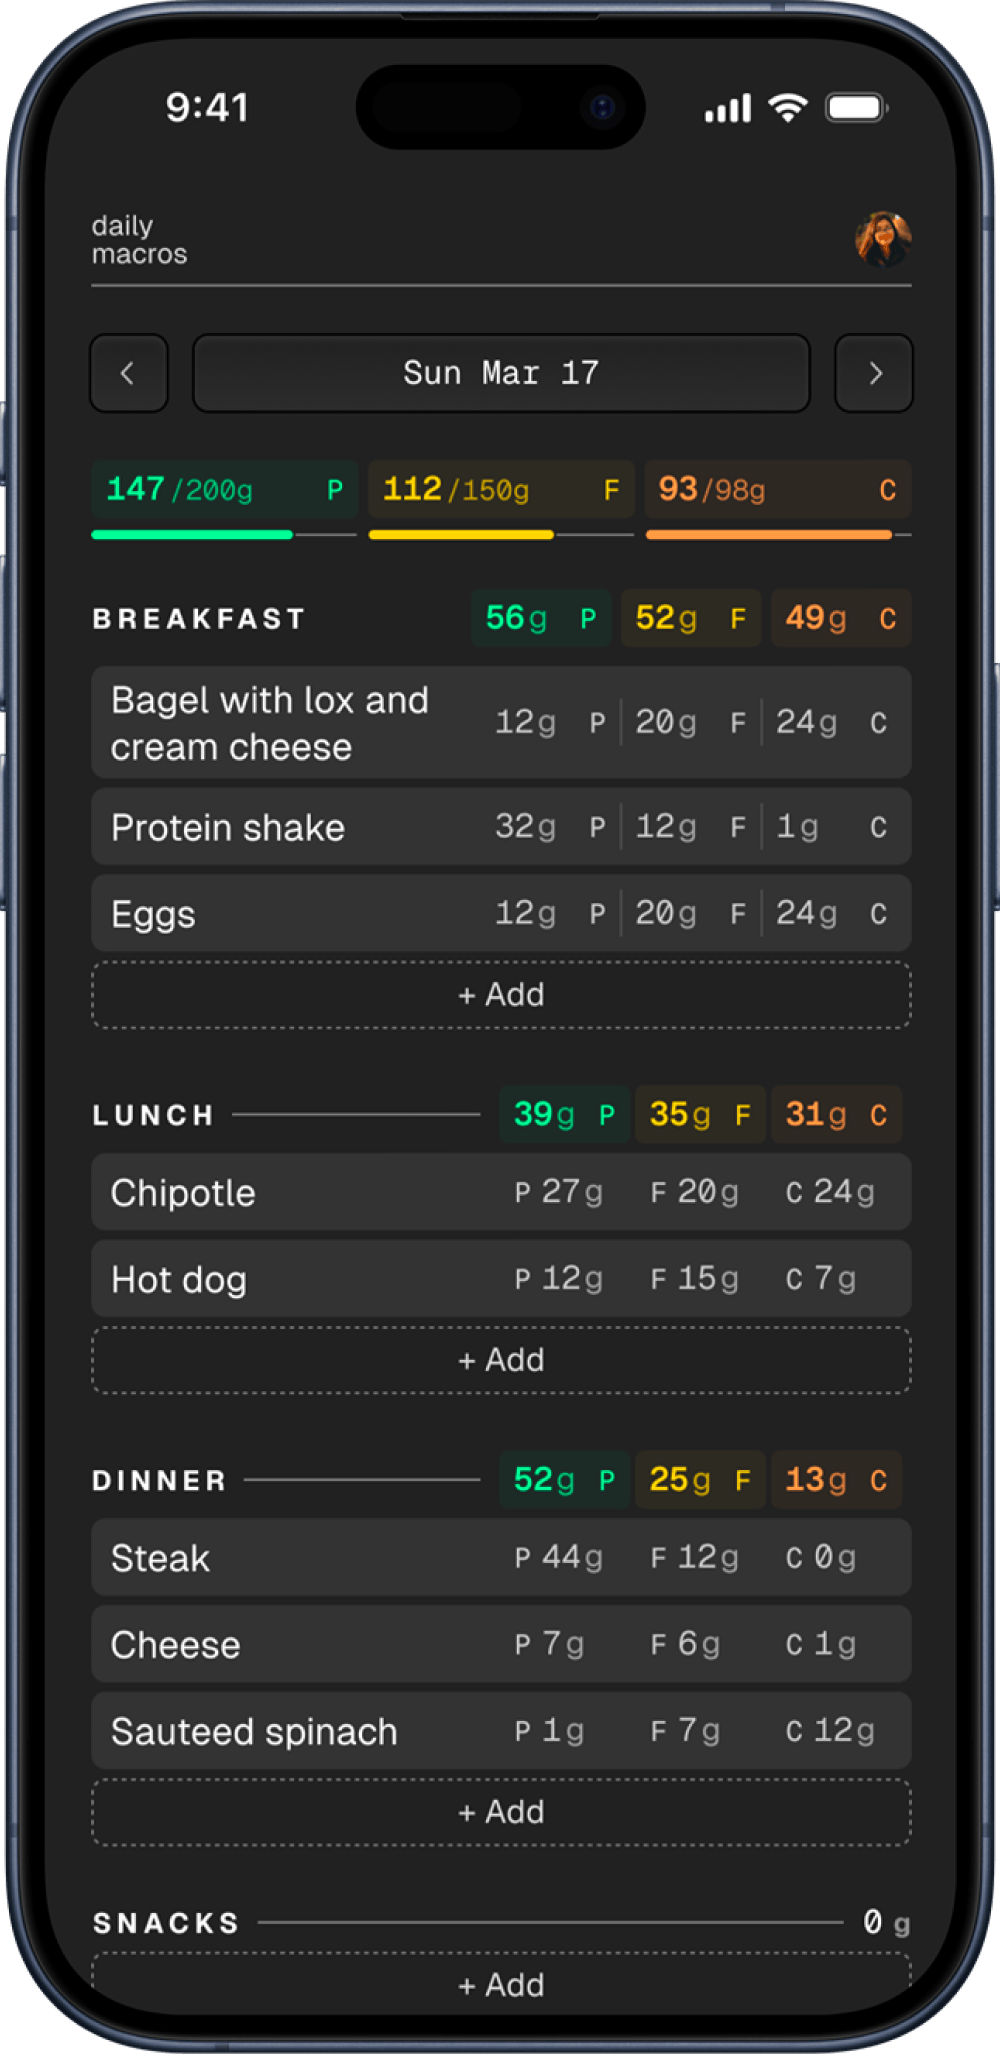 9:41
daily
macros
Sun Mar 17
147/200g P 112/150g F 93/98g C
BREAKFAST 56g P 52g F 49g C
Bagel with lox and
cream cheese 12g P 20g F 24g C
Protein shake 32g P 12g F 1g C
Eggs 12g P 20g F 24g C
+ Add
LUNCH 39g P 35g F 31g C
Chipotle P 27g F 20g C 24g
Hot dog P 12g F 15g C 7g
+ Add
DINNER 52g P 25g F 13g C
Steak P 44g F 12g C 0g
Cheese P 7g F 6g C 1g
Sauteed spinach P 1g F 7g C 12g
+ Add
SNACKS 0 g
+ Add